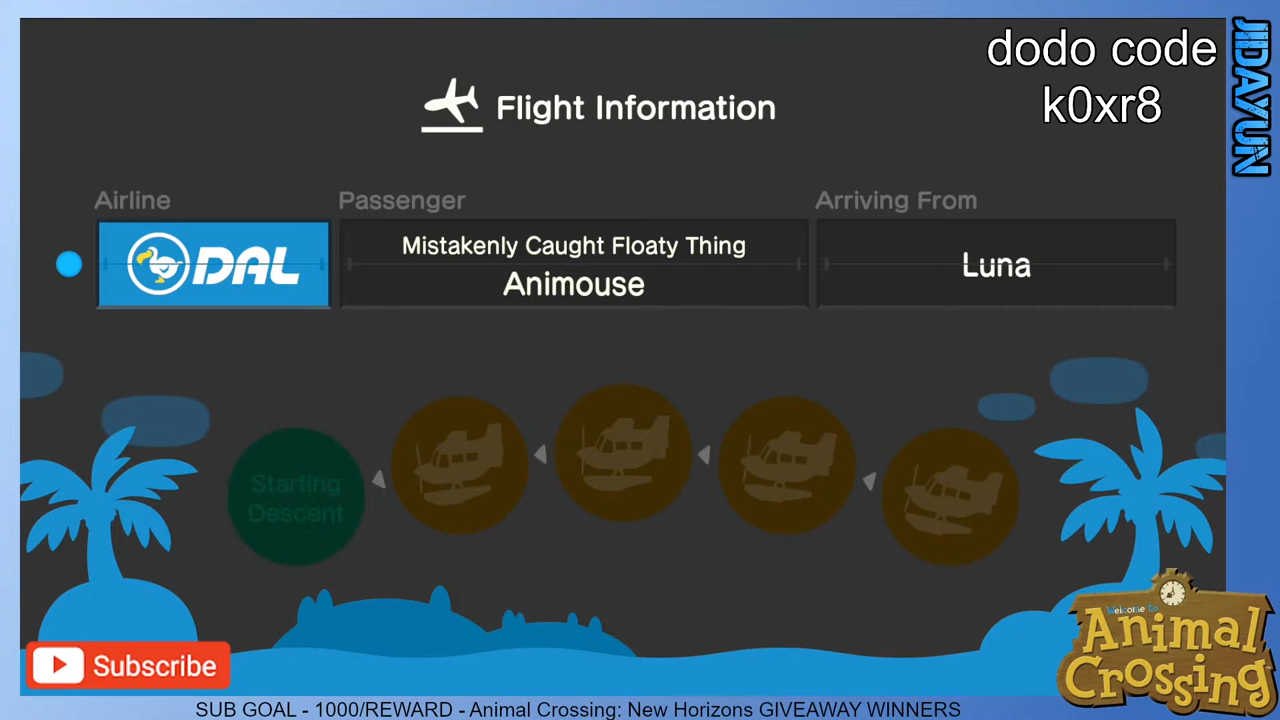 dodo code
k0xr8
JIDAVUN
Flight Information
Airline
Passenger
Arriving From
DAL
Mistakenly Caught Floaty Thing
Animouse
Luna
Starting
Descent
Subscribe
Welcome to
Animal
Crossing
SUB GOAL - 1000/REWARD - Animal Crossing: New Horizons GIVEAWAY WINNERS